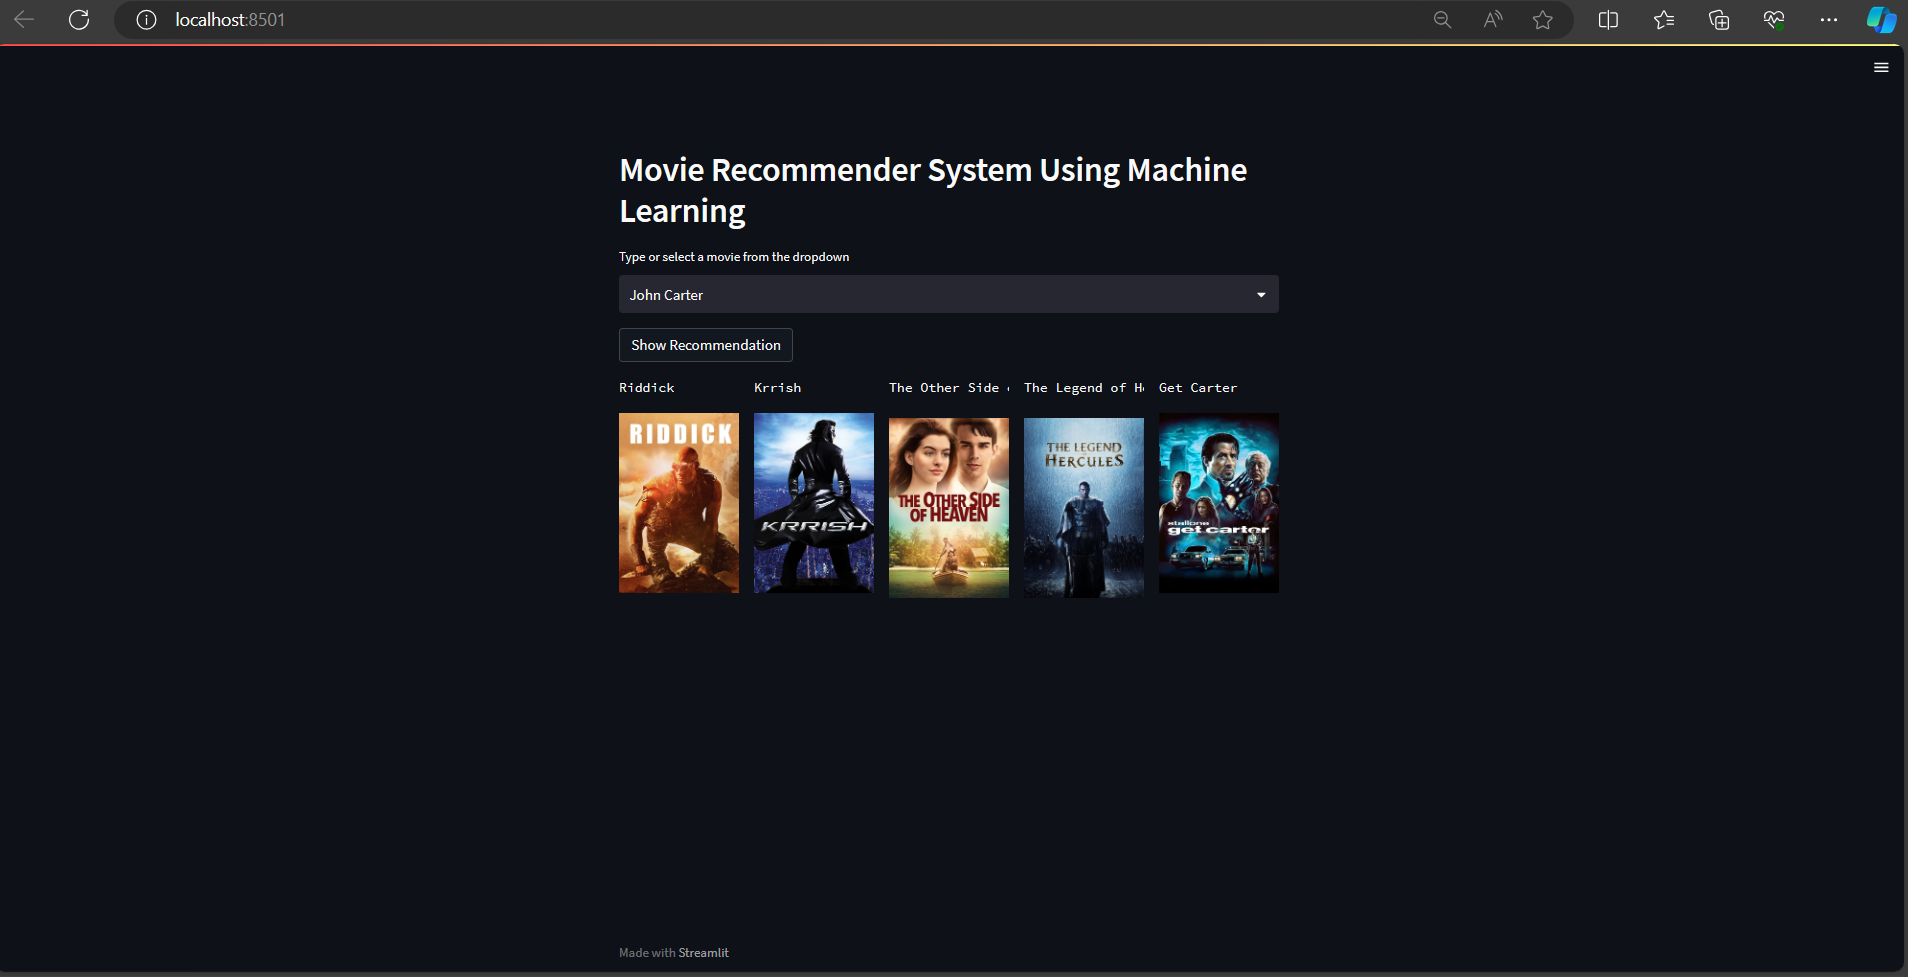 localhost:8501
Movie Recommender System Using Machine
Learning
Type or select a movie from the dropdown
John Carter
Show Recommendation
Riddick
Krrish
The Other Side
The Legend of H
Get Carter
RIDDICK
KRRISH
THE OTHER SIDE
OF HEAVEN
THE LEGEND
HERCULES
stallone
get carter
Made with Streamlit